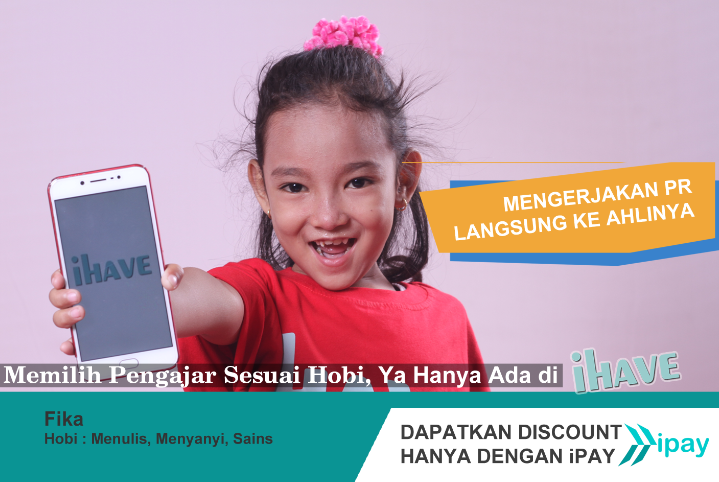 MENGERJAKAN PR
LANGSUNG KE AHLINYA
iHAVE
Memilih Pengajar Sesuai Hobi, Ya Hanya Ada di iHAVE
Fika
Hobi : Menulis, Menyanyi, Sains
DAPATKAN DISCOUNT
HANYA DENGAN iPAY
ipay